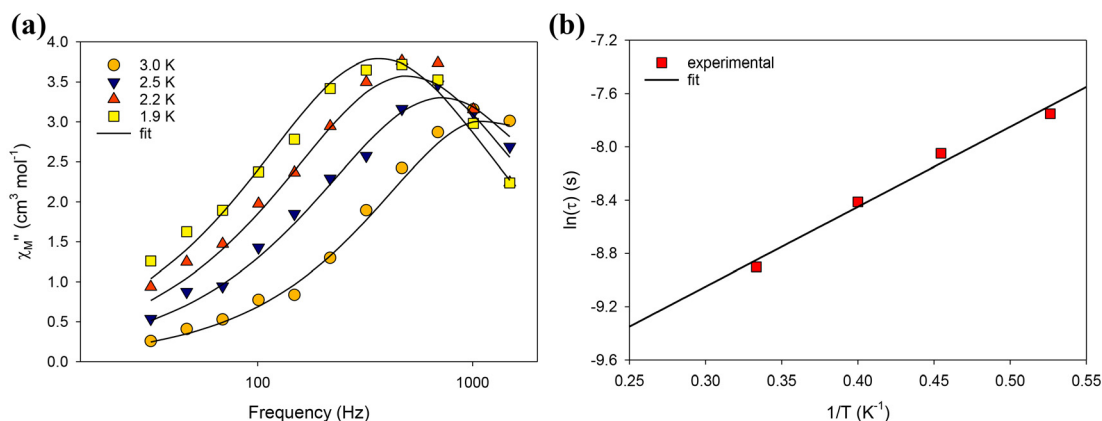 (a)
4.0
3.5
3.0
2.5
2.0
1.5
1.0
0.5
0.0
χM'' (cm³ mol⁻¹)
3.0 K
2.5 K
2.2 K
1.9 K
fit
100
1000
Frequency (Hz)
(b)
-7.2
-7.6
-8.0
-8.4
-8.8
-9.2
-9.6
ln(τ) (s)
experimental
fit
0.25
0.30
0.35
0.40
0.45
0.50
0.55
1/T (K⁻¹)